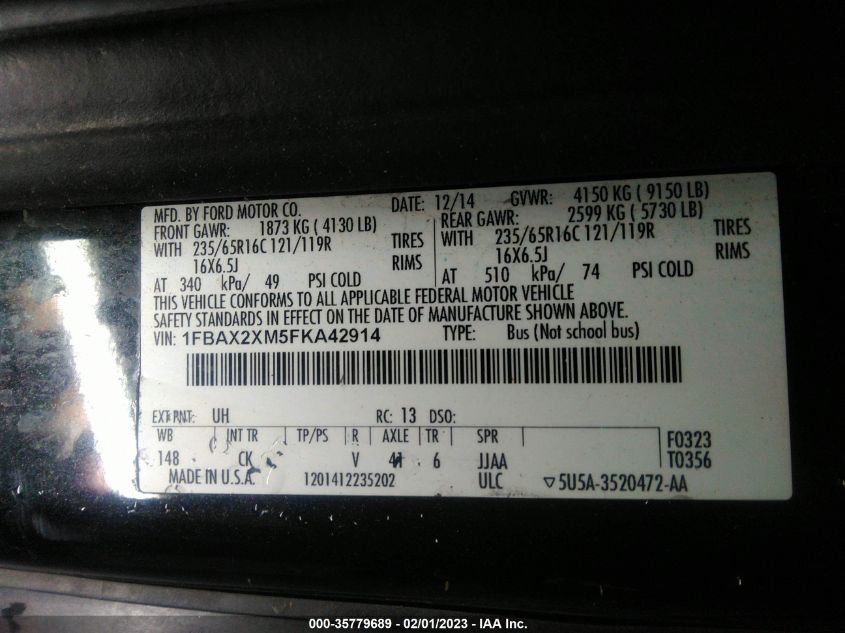 MFD. BY FORD MOTOR CO. DATE: 12/14 GVWR: 4150 KG ( 9150 LB)
FRONT GAWR: 1873 KG ( 4130 LB) REAR GAWR: 2599 KG ( 5730 LB)
WITH 235/65R16C 121/119R TIRES WITH 235/65R16C 121/119R TIRES
16X6.5J RIMS 16X6.5J RIMS
AT 340 kPa/ 49 PSI COLD AT 510 kPa/ 74 PSI COLD
THIS VEHICLE CONFORMS TO ALL APPLICABLE FEDERAL MOTOR VEHICLE
SAFETY STANDARDS IN EFFECT ON THE DATE OF MANUFACTURE SHOWN ABOVE.
VIN: 1FBAX2XM5FKA42914 TYPE: Bus (Not school bus)
EXT PNT: UH RC: 13 DSO:
WB INT TR TP/PS R AXLE TR SPR F0323
148 CK V 41 6 JJAA T0356
MADE IN U.S.A. 1201412235202 ULC ▽5U5A-3520472-AA
000-35779689 - 02/01/2023 - IAA Inc.